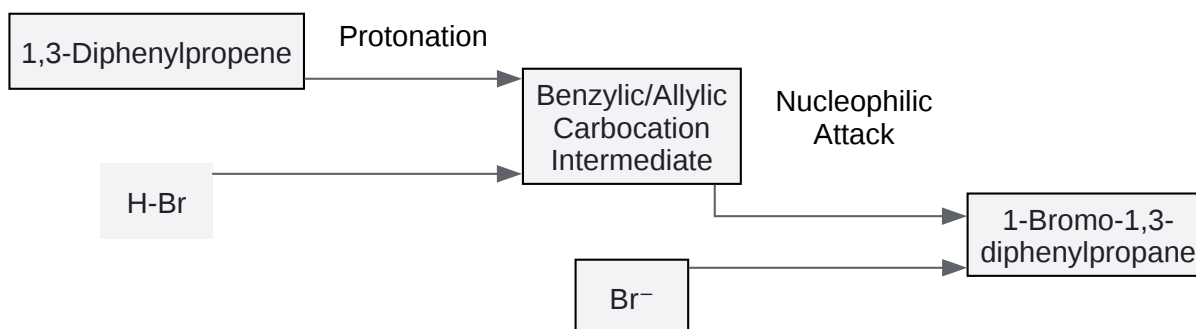 1,3-Diphenylpropene
Protonation
H-Br
Benzylic/Allylic
Carbocation
Intermediate
Nucleophilic
Attack
Br⁻
1-Bromo-1,3-
diphenylpropane